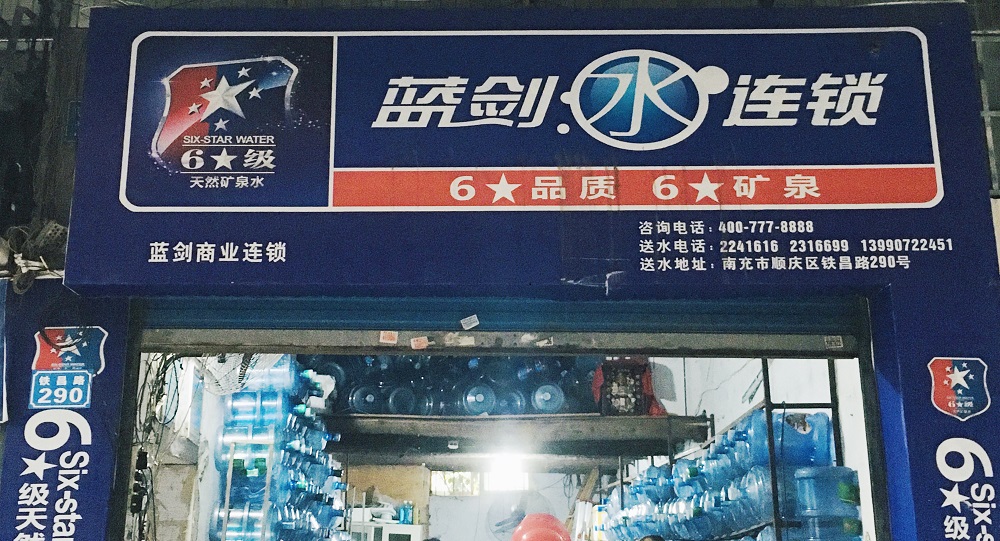 SIX-STAR WATER
6★级
天然矿泉水
蓝剑·水连锁
6★品质 6★矿泉
蓝剑商业连锁
咨询电话：400-777-8888
送水电话：2241616 2316699 13990722451
送水地址：南充市顺庆区铁昌路290号
铁昌路
290
6★级天然
Six-sta
6★级
6★级
Six-s